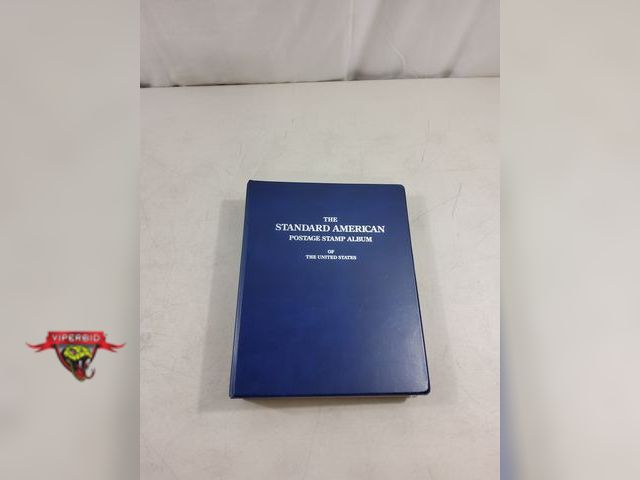 THE
STANDARD AMERICAN
POSTAGE STAMP ALBUM
OF
THE UNITED STATES
VIPERBID